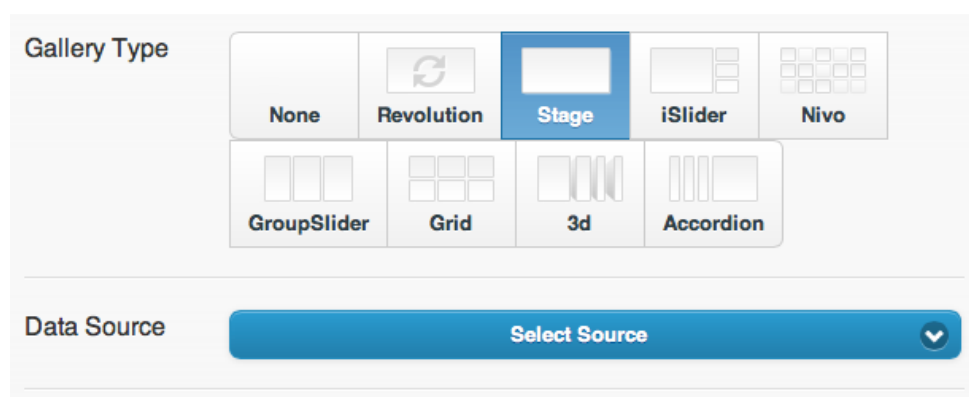 Gallery Type
None Revolution Stage iSlider Nivo
GroupSlider Grid 3d Accordion
Data Source
Select Source